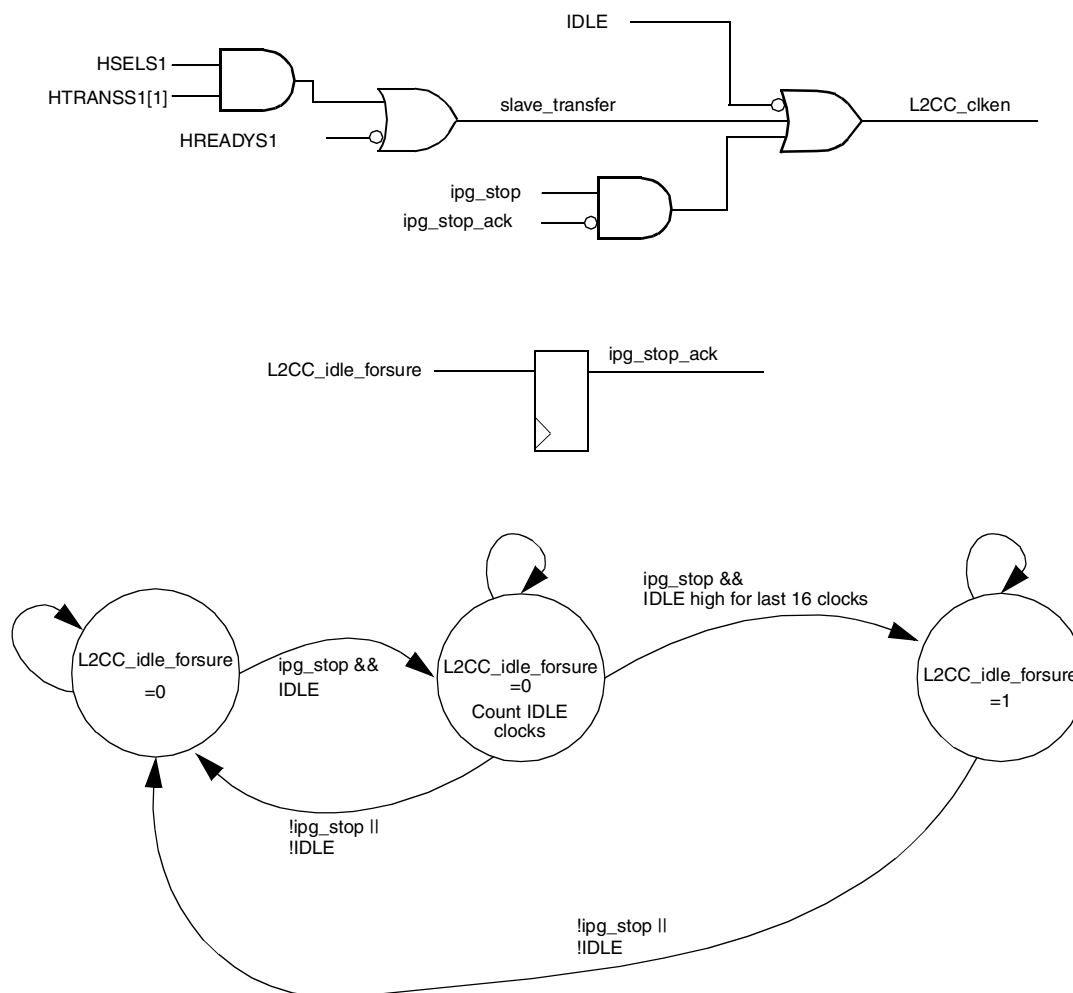 IDLE
HSELS1
HTRANSS1[1]
HREADYS1
slave_transfer
L2CC_clken
ipg_stop
ipg_stop_ack
L2CC_idle_forsure
ipg_stop_ack
L2CC_idle_forsure
=0
ipg_stop &&
IDLE
L2CC_idle_forsure
=0
Count IDLE
clocks
ipg_stop &&
IDLE high for last 16 clocks
L2CC_idle_forsure
=1
!ipg_stop ||
!IDLE
!ipg_stop ||
!IDLE